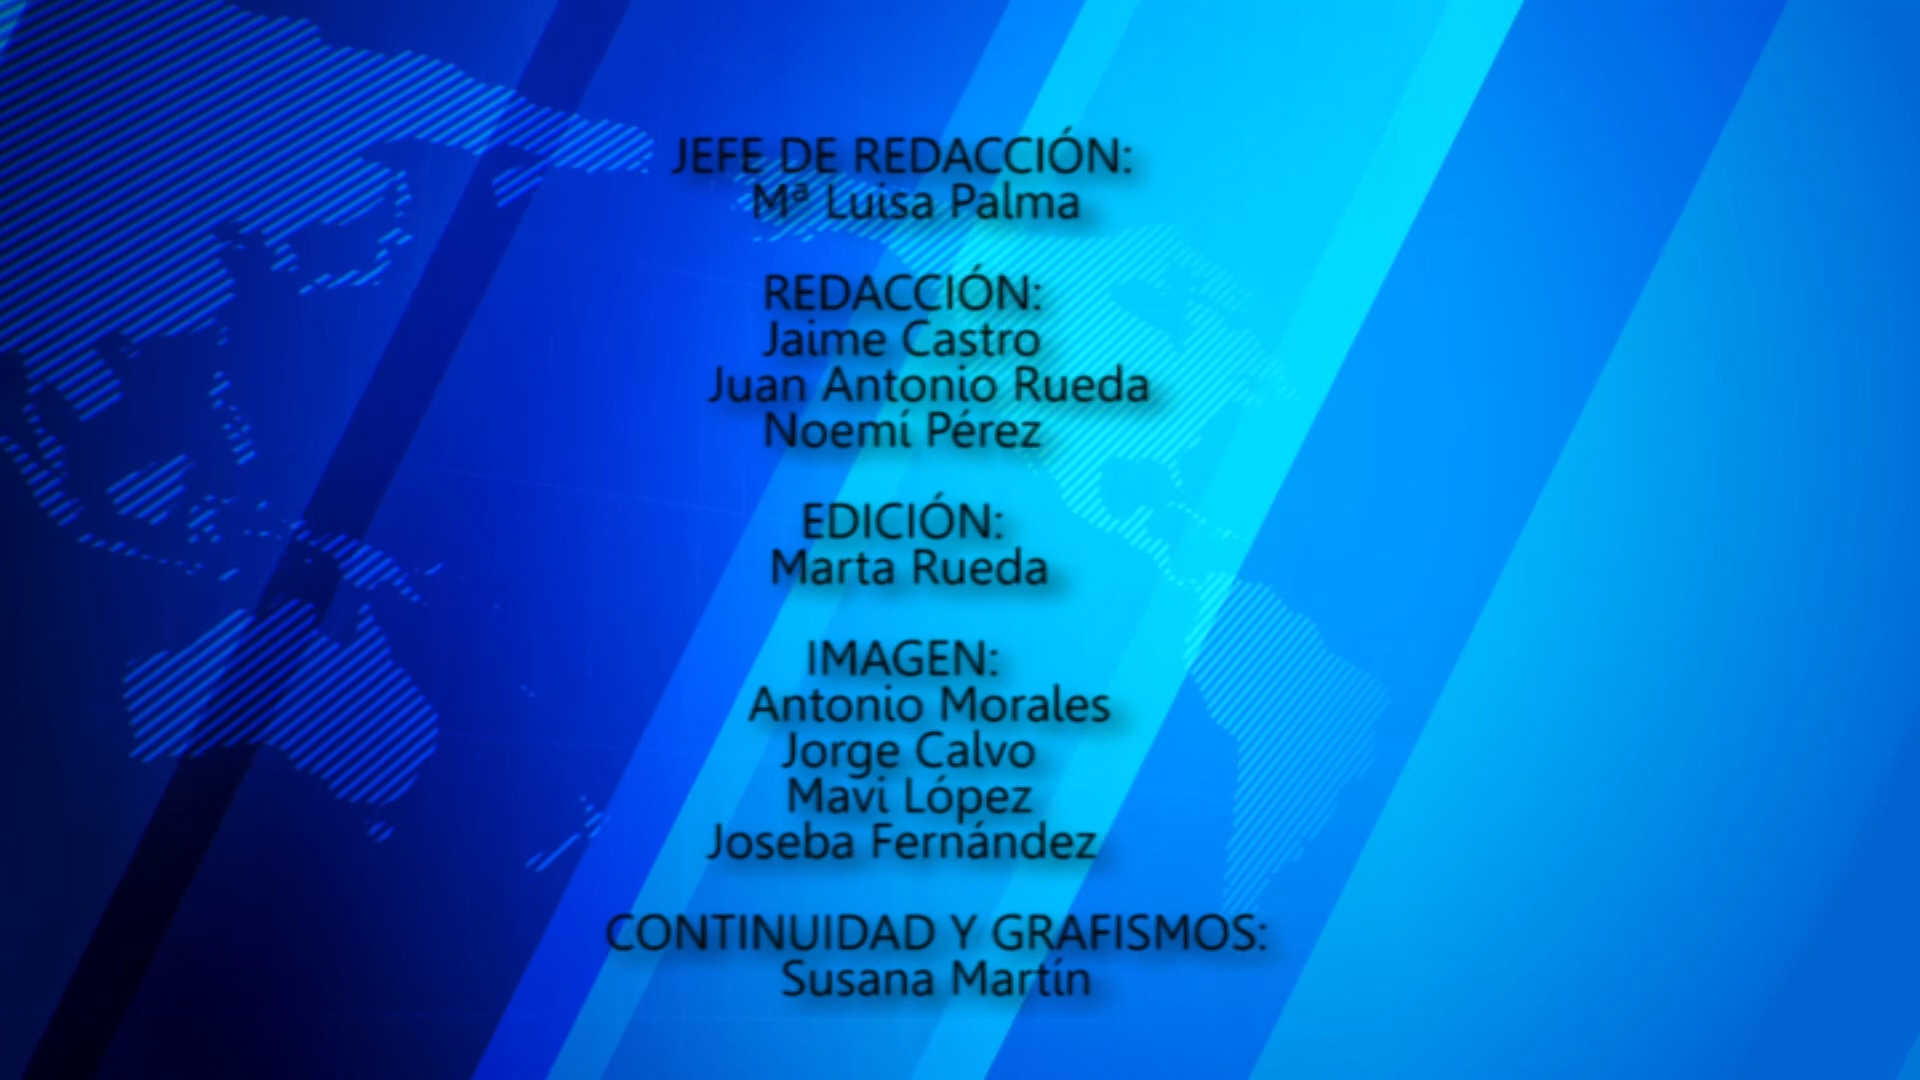 JEFE DE REDACCIÓN:
Mª Luisa Palma
REDACCIÓN:
Jaime Castro
Juan Antonio Rueda
Noemí Pérez
EDICIÓN:
Marta Rueda
IMAGEN:
Antonio Morales
Jorge Calvo
Mavi López
Joseba Fernández
CONTINUIDAD Y GRAFISMOS:
Susana Martín